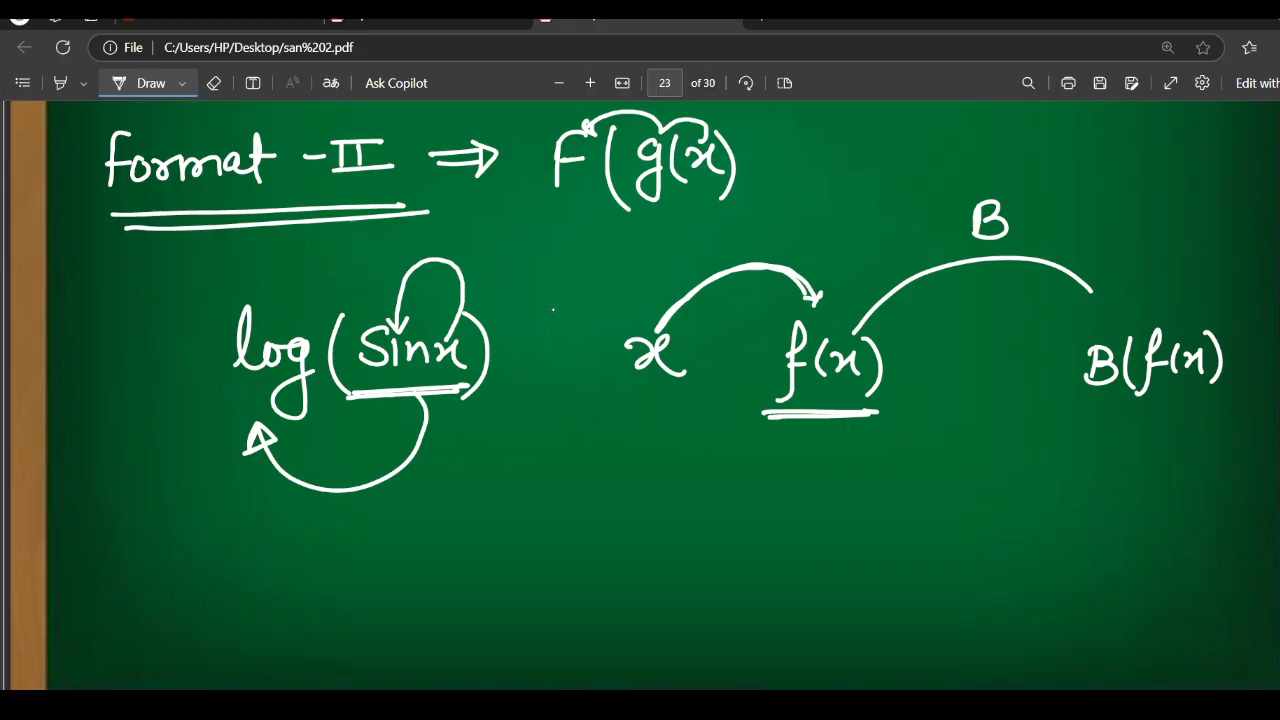 File C:/Users/HP/Desktop/san%202.pdf
Draw Ask Copilot 23 of 30 Edit with
Format -II ⇒ F(g(x)
B
log(Sinx) x f(x) B(f(x)